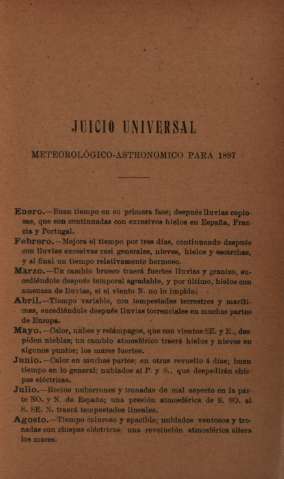 JUICIO UNIVERSAL
METEOROLÓGICO-ASTRONOMICO PARA 1887
Enero.—Buen tiempo en su primera fase; después lluvias copio-
sas, que son continuadas con excesivos hielos en España, Fran
cia y Portugal.
Febrero.—Mejora el tiempo por tres días, continuando después
con lluvias excesivas casi generales, nieves, hielos y escarchas,
y al final un tiempo relativamente hermoso.
Marzo.—Un cambio brusco traerá fuertes lluvias y granizo, su-
cediéndole después temporal agradable, y por último, hielos con
amenaza de lluvias, si el viento N. no lo impide.
Abril.—Tiempo variable, con tempestades terrestres y maríti-
mas, sucediéndole después lluvias torrenciales en muchas partes
de Europa.
Mayo.—Calor, nubes y relámpagos, que con vientos SE. y E., des
piden nieblas; un cambio atmosférico traerá hielos y nieves en
algunos puntos; los mares fuertes.
Junio.—Calor en muchas partes; en otras revuelto 4 días; buen
tiempo en lo general; nublados al P. y S., que despedirán chis-
pas eléctricas.
Julio.—Recios nubarrones y tronadas de mal aspecto en la par
te NO. y N. de España; una presión atmosférica de S. SO. al
S. SE. N. traerá tempestades lineales.
Agosto.—Tiempo caluroso y apacible; nublados ventosos y tro-
nadas con chispas eléctricas; una revolución atmosférica altera
los mares.